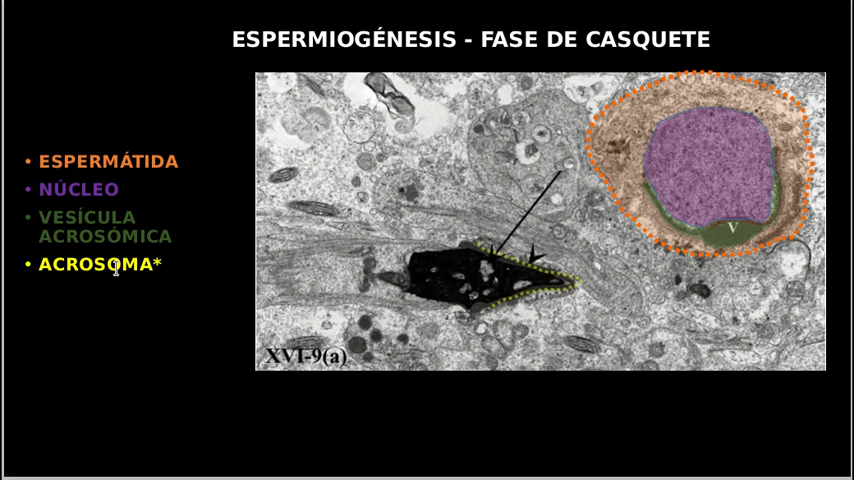 ESPERMIOGÉNESIS - FASE DE CASQUETE
• ESPERMÁTIDA
• NÚCLEO
• VESÍCULA
ACROSÓMICA
• ACROSOMA*
V
XVI-9(a)